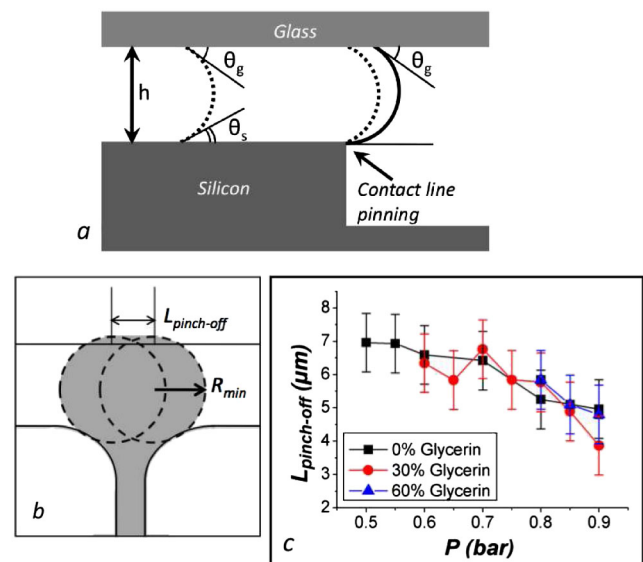 Glass
θg
θg
h
θs
Silicon
Contact line
pinning
a
Lpinch-off
Rmin
b
8
7
6
5
4
3
2
Lpinch-off (μm)
0% Glycerin
30% Glycerin
60% Glycerin
0.5 0.6 0.7 0.8 0.9
c
P (bar)